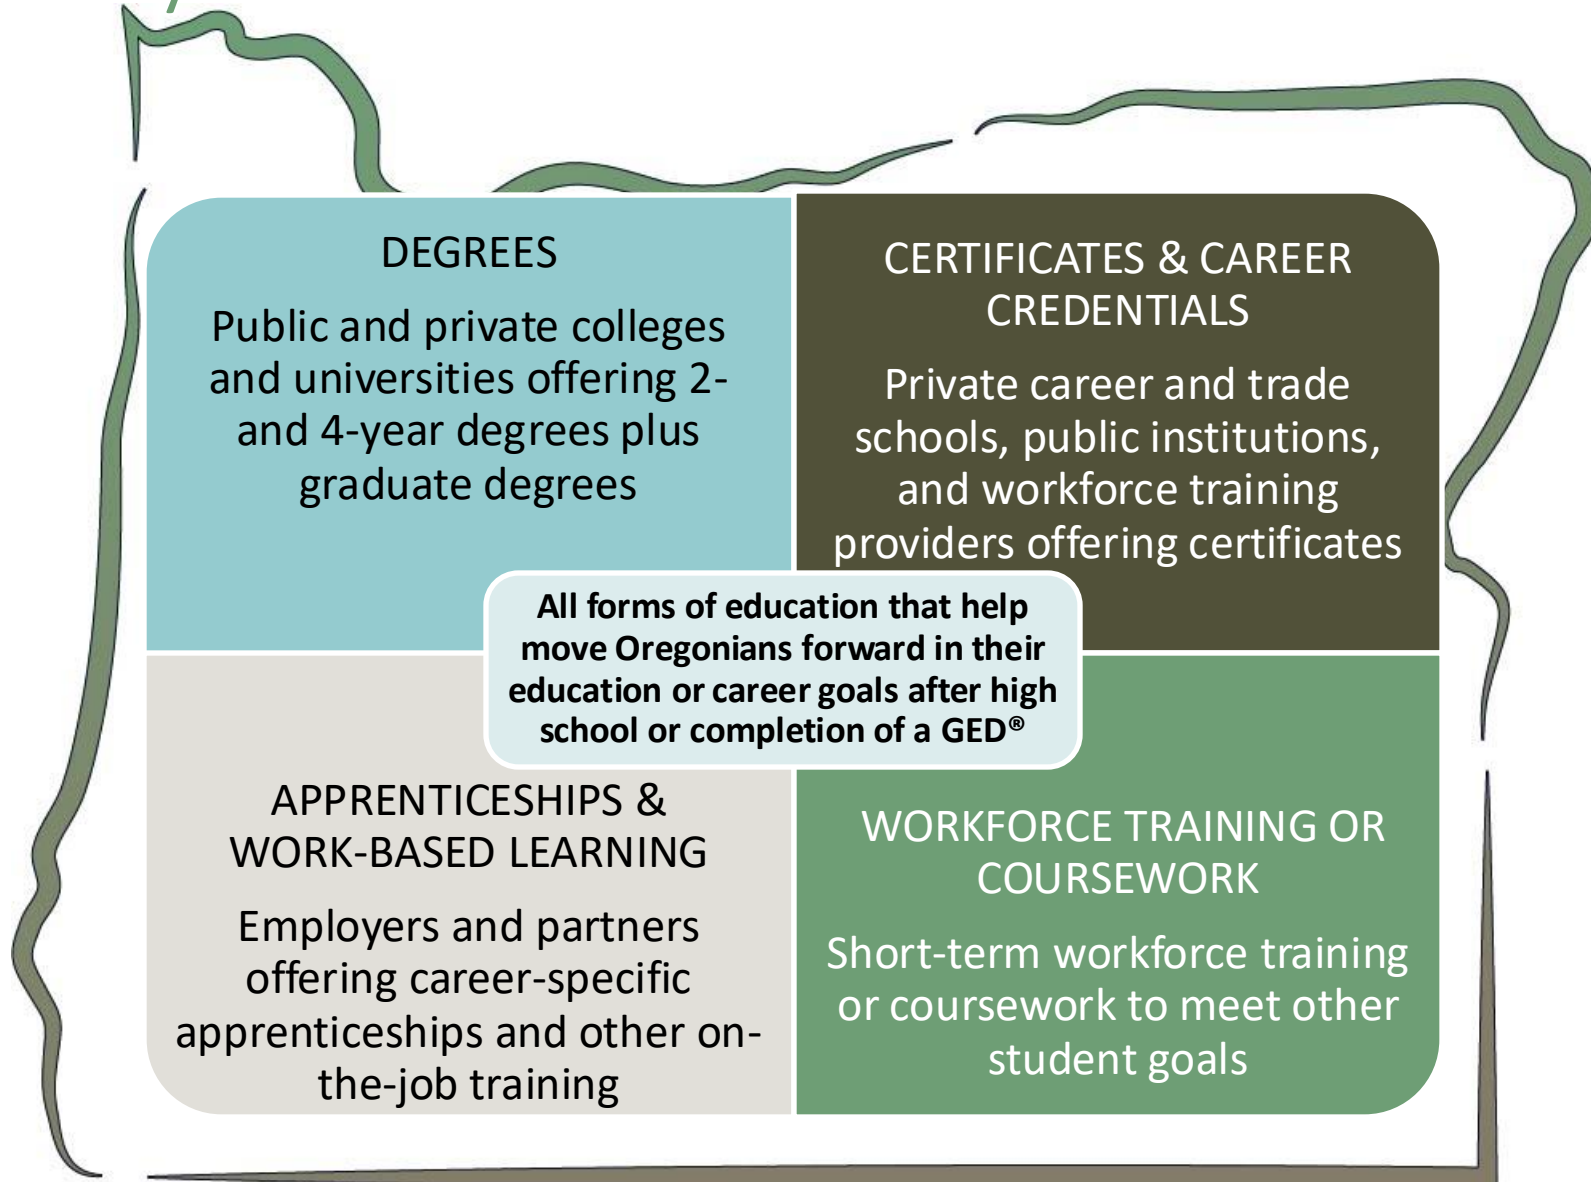 DEGREES
Public and private colleges
and universities offering 2-
and 4-year degrees plus
graduate degrees
CERTIFICATES & CAREER
CREDENTIALS
Private career and trade
schools, public institutions,
and workforce training
providers offering certificates
All forms of education that help
move Oregonians forward in their
education or career goals after high
school or completion of a GED®
APPRENTICESHIPS &
WORK-BASED LEARNING
Employers and partners
offering career-specific
apprenticeships and other on-
the-job training
WORKFORCE TRAINING OR
COURSEWORK
Short-term workforce training
or coursework to meet other
student goals